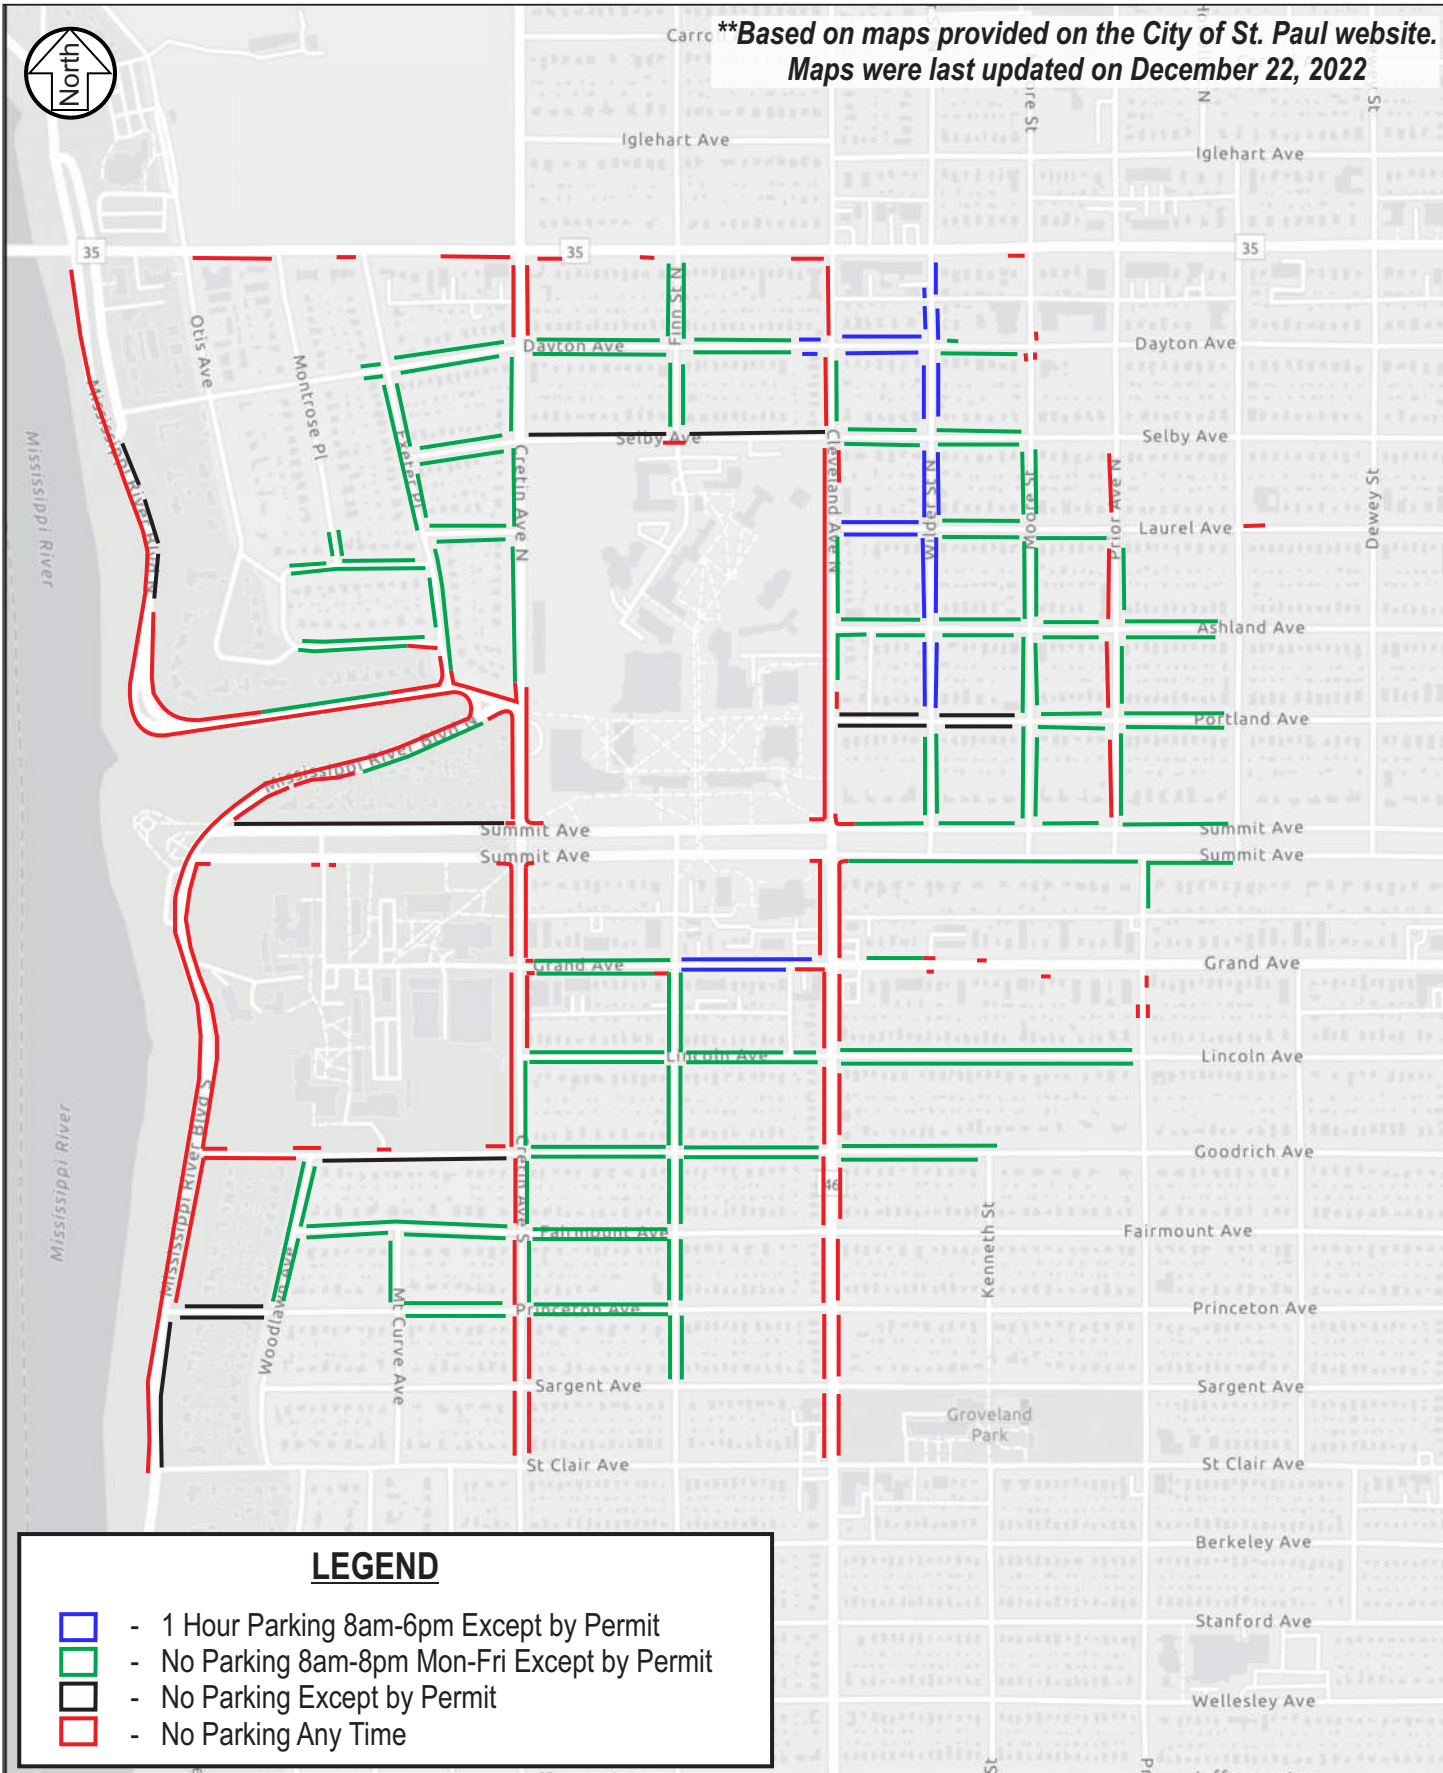 North
**Based on maps provided on the City of St. Paul website.
Maps were last updated on December 22, 2022
Iglehart Ave
Iglehart Ave
35
35
35
Finn St N
Otis Ave
Dayton Ave
Dayton Ave
Montrose Pl
Mississippi River Blvd N
Mississippi River
Exeter Pl
Selby Ave
Selby Ave
Cretin Ave N
Cleveland Ave N
Wilder St N
Moore St
Prior Ave N
Dewey St
Laurel Ave
Ashland Ave
Portland Ave
Mississippi River Blvd N
Summit Ave
Summit Ave
Summit Ave
Summit Ave
Grand Ave
Grand Ave
Lincoln Ave
Lincoln Ave
Mississippi River Blvd S
Mississippi River
Cretin Ave S
Goodrich Ave
46
Fairmount Ave
Fairmount Ave
Kenneth St
Woodlawn Ave
Mt Curve Ave
Princeton Ave
Princeton Ave
Sargent Ave
Sargent Ave
Groveland
Park
St Clair Ave
St Clair Ave
Berkeley Ave
Stanford Ave
Wellesley Ave
LEGEND
- 1 Hour Parking 8am-6pm Except by Permit
- No Parking 8am-8pm Mon-Fri Except by Permit
- No Parking Except by Permit
- No Parking Any Time